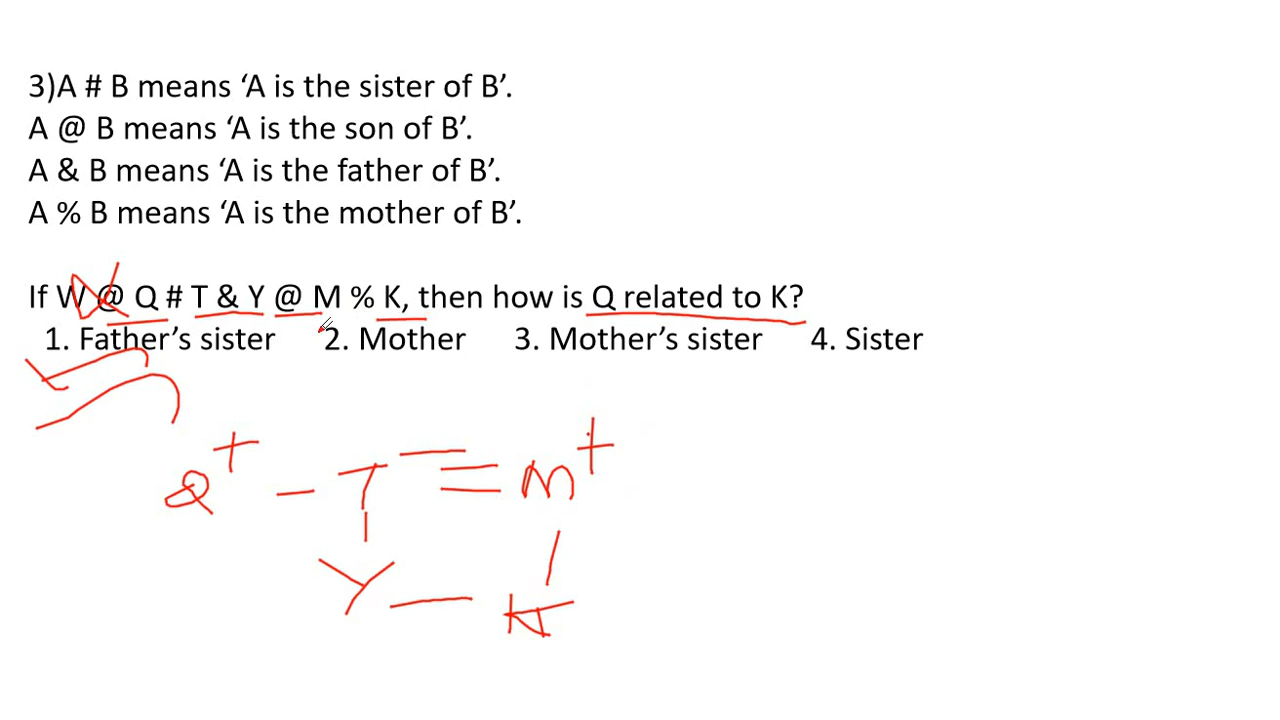 3)A # B means ‘A is the sister of B’.
A @ B means ‘A is the son of B’.
A & B means ‘A is the father of B’.
A % B means ‘A is the mother of B’.
If W @ Q # T & Y @ M % K, then how is Q related to K?
1. Father’s sister 2. Mother 3. Mother’s sister 4. Sister
Q + – T – = M +
Y — K